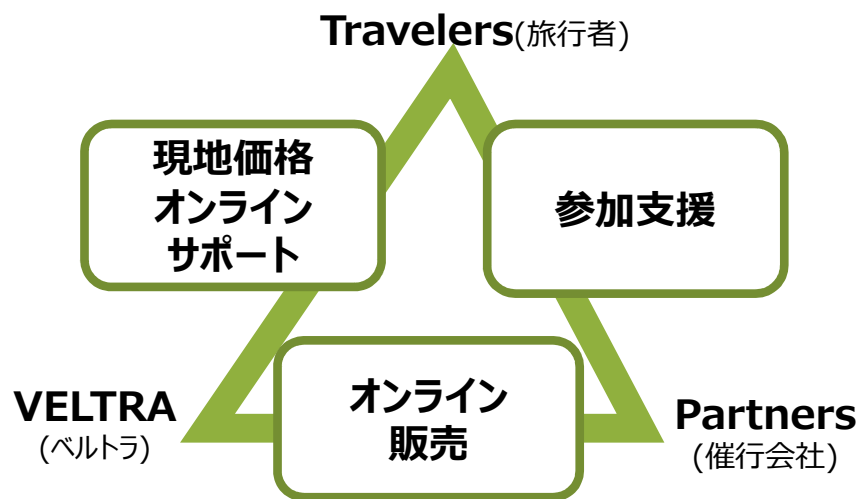 Travelers(旅行者)
現地価格
オンライン
サポート
参加支援
VELTRA
(ベルトラ)
オンライン
販売
Partners
(催行会社)